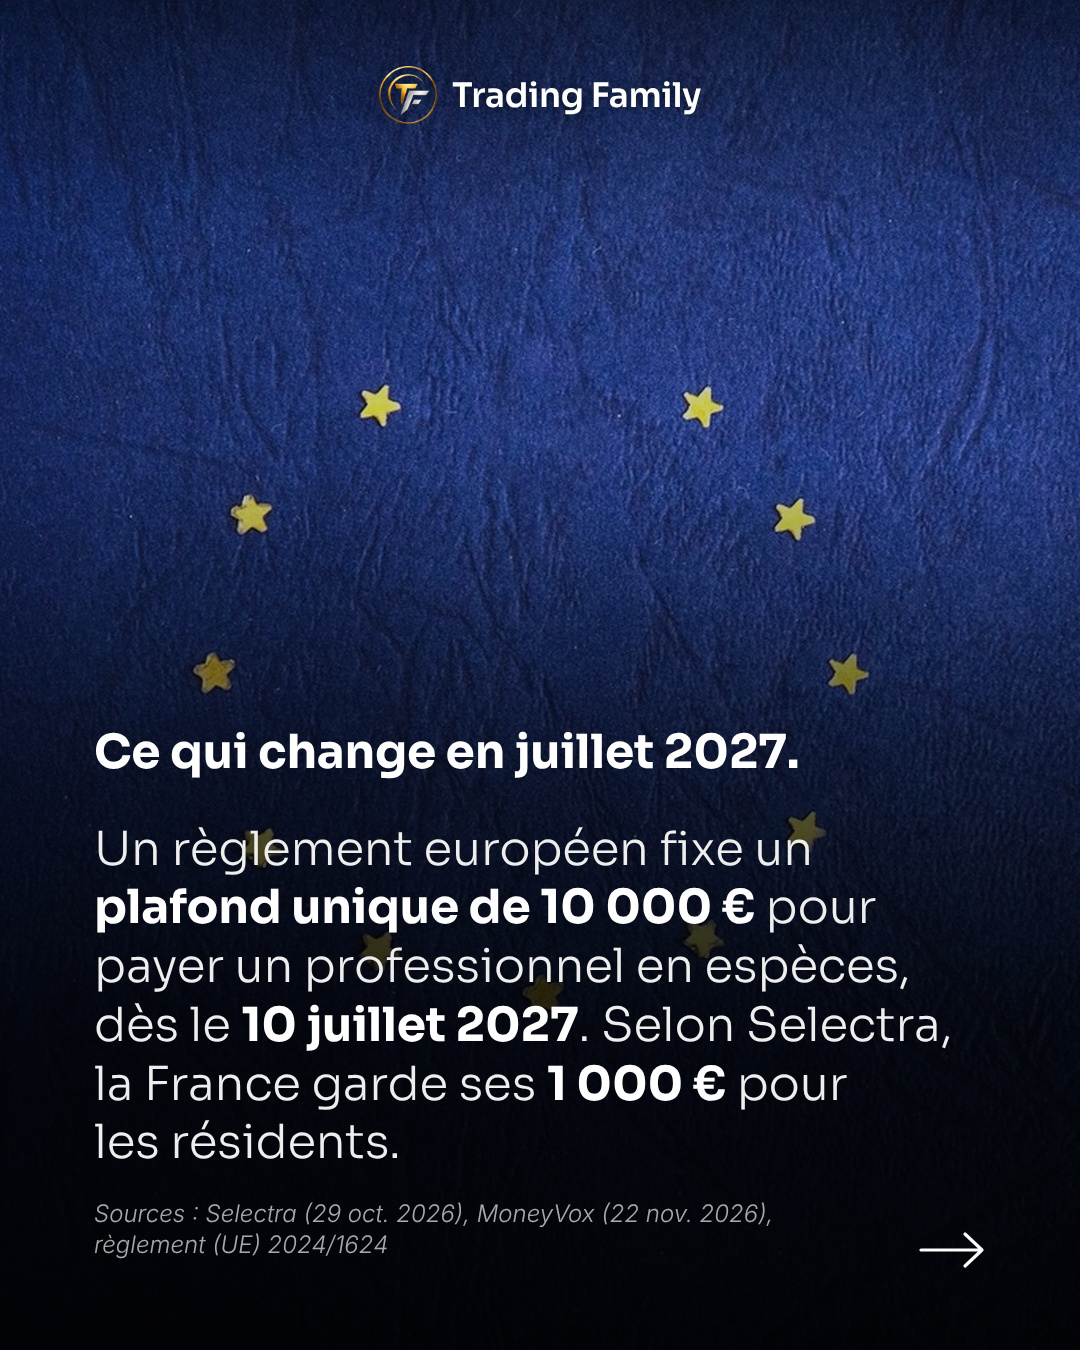 TF Trading Family
Ce qui change en juillet 2027.
Un règlement européen fixe un
plafond unique de 10 000 € pour
payer un professionnel en espèces,
dès le 10 juillet 2027. Selon Selectra,
la France garde ses 1 000 € pour
les résidents.
Sources : Selectra (29 oct. 2026), MoneyVox (22 nov. 2026),
règlement (UE) 2024/1624